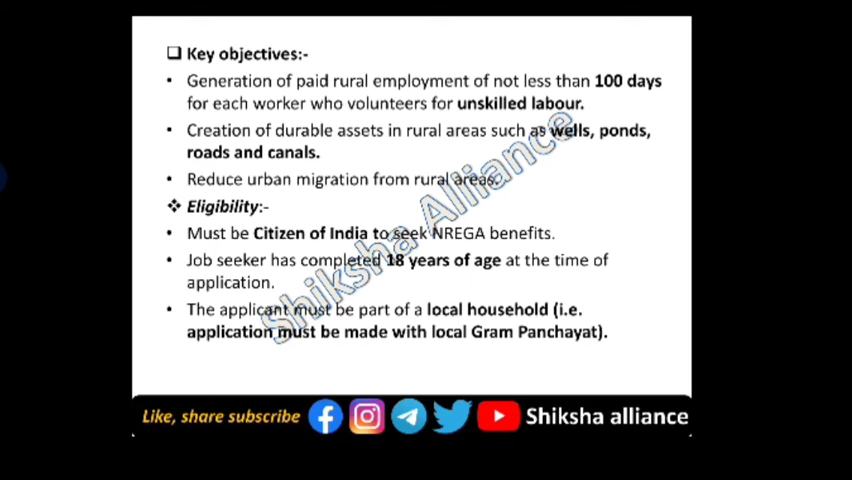 ❑ Key objectives:-
• Generation of paid rural employment of not less than 100 days
for each worker who volunteers for unskilled labour.
• Creation of durable assets in rural areas such as wells, ponds,
roads and canals.
• Reduce urban migration from rural areas.
❖ Eligibility:-
• Must be Citizen of India to seek NREGA benefits.
• Job seeker has completed 18 years of age at the time of
application.
• The applicant must be part of a local household (i.e.
application must be made with local Gram Panchayat).
Shiksha Alliance
Like, share subscribe Shiksha alliance